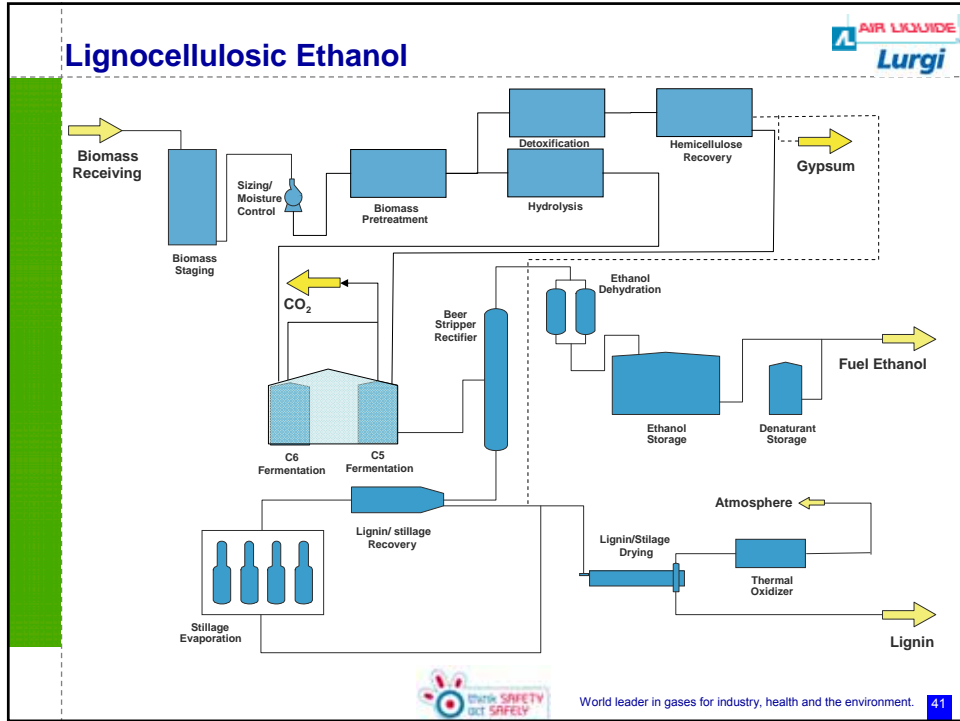 Lignocellulosic Ethanol
AIR LIQUIDE
Lurgi
Biomass
Receiving
Sizing/
Moisture
Control
Biomass
Staging
Biomass
Pretreatment
Detoxification
Hydrolysis
Hemicellulose
Recovery
Gypsum
CO2
Beer
Stripper
Rectifier
Ethanol
Dehydration
Fuel Ethanol
Ethanol
Storage
Denaturant
Storage
C6
Fermentation
C5
Fermentation
Lignin/ stillage
Recovery
Stillage
Evaporation
Lignin/Stilage
Drying
Atmosphere
Thermal
Oxidizer
Lignin
think SAFETY
act SAFELY
World leader in gases for industry, health and the environment.
41